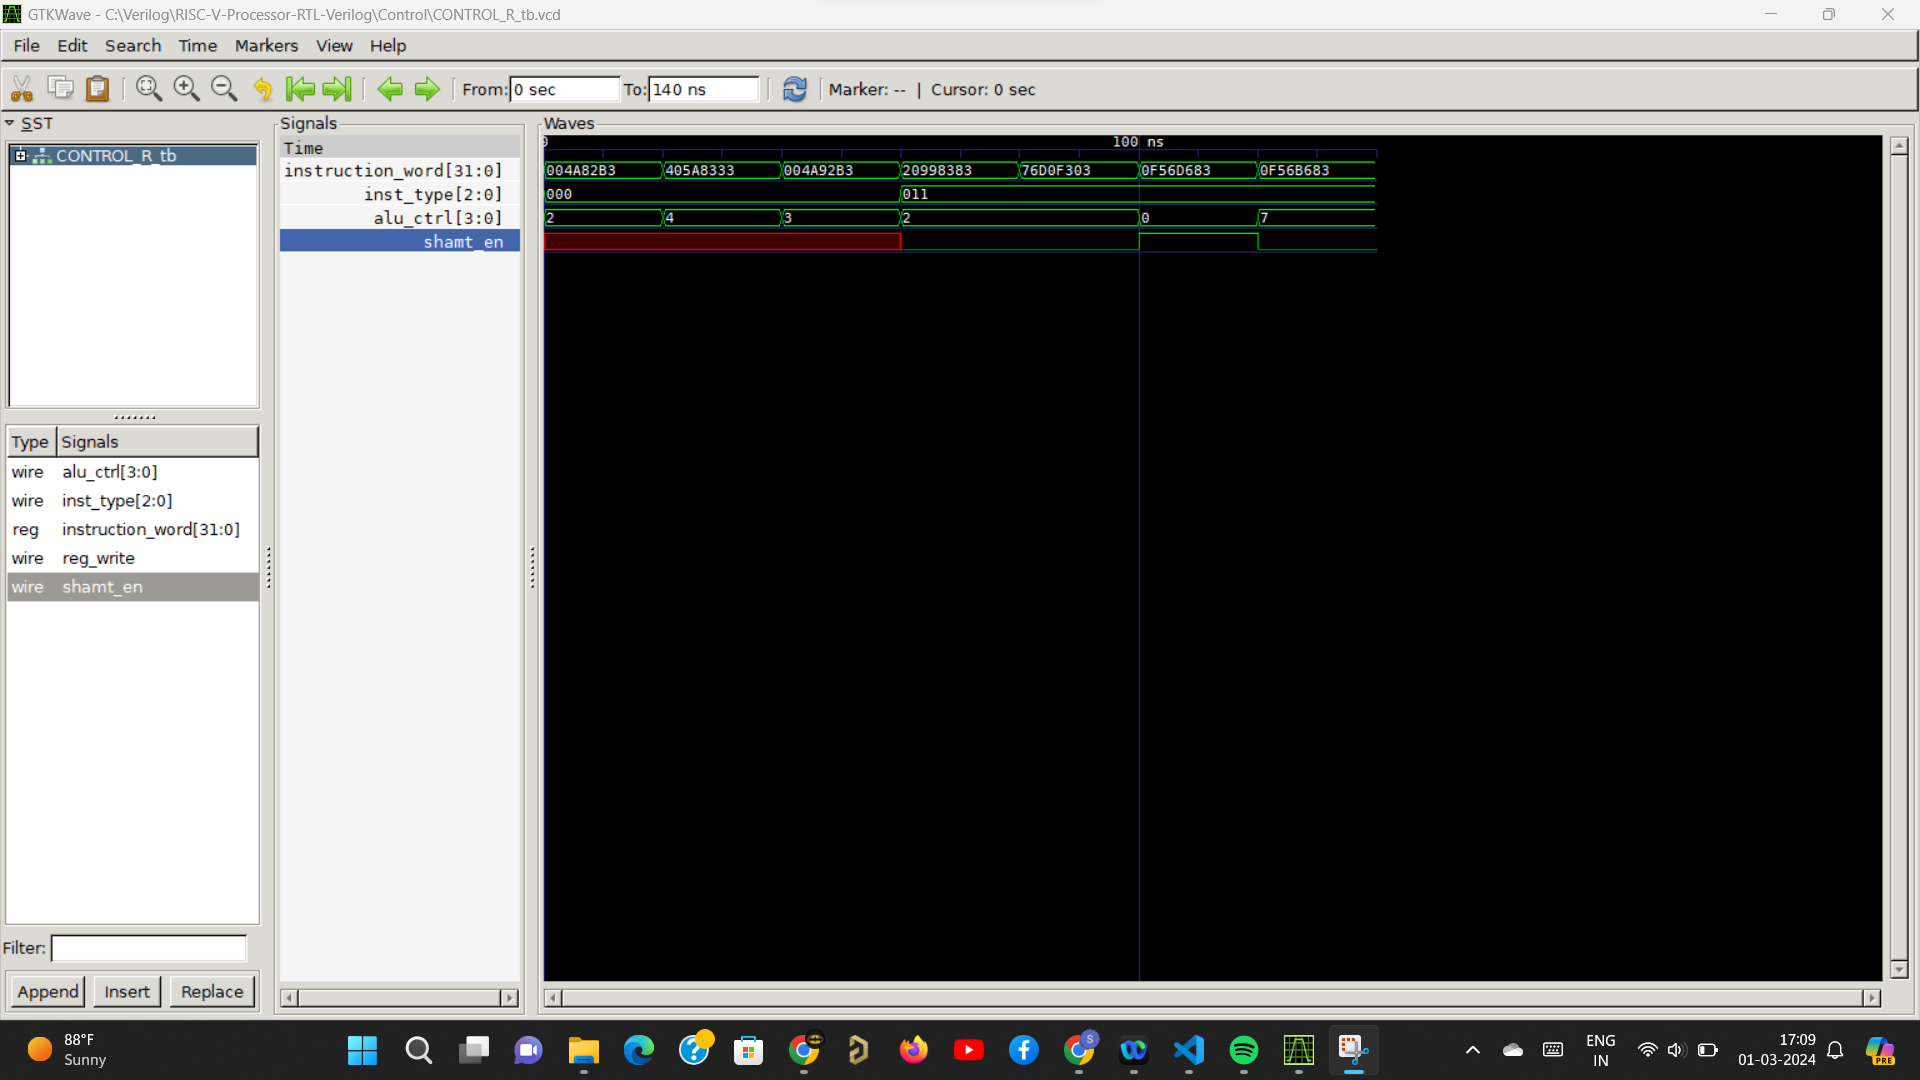 GTKWave - C:\Verilog\RISC-V-Processor-RTL-Verilog\Control\CONTROL_R_tb.vcd
File Edit Search Time Markers View Help
From: 0 sec To: 140 ns Marker: -- | Cursor: 0 sec
SST
CONTROL_R_tb
Type Signals
wire alu_ctrl[3:0]
wire inst_type[2:0]
reg instruction_word[31:0]
wire reg_write
wire shamt_en
Filter:
Append Insert Replace
Signals
Time
instruction_word[31:0]
inst_type[2:0]
alu_ctrl[3:0]
shamt_en
Waves
0 100 ns
004A82B3 405A8333 004A92B3 20998383 76D0F303 0F56D683 0F56B683
000 011
2 4 3 2 0 7
88°F
Sunny
S
ENG
IN
17:09
01-03-2024
PRE